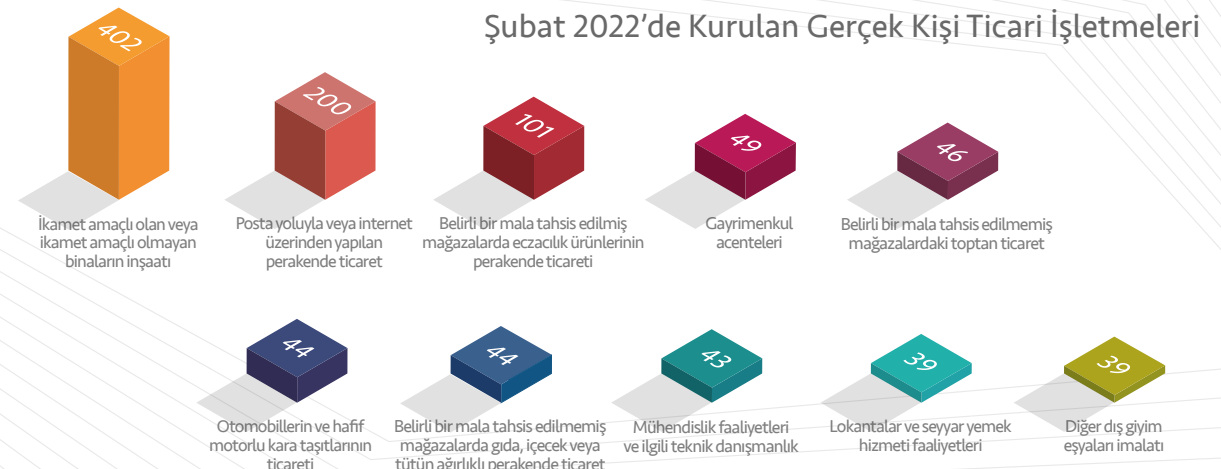 Şubat 2022’de Kurulan Gerçek Kişi Ticari İşletmeleri
402
İkamet amaçlı olan veya
ikamet amaçlı olmayan
binaların inşaatı
200
Posta yoluyla veya internet
üzerinden yapılan
perakende ticaret
101
Belirli bir mala tahsis edilmiş
mağazalarda eczacılık ürünlerinin
perakende ticareti
49
Gayrimenkul
acenteleri
46
Belirli bir mala tahsis edilmemiş
mağazalardaki toptan ticaret
44
Otomobillerin ve hafif
motorlu kara taşıtlarının
ticareti
44
Belirli bir mala tahsis edilmemiş
mağazalarda gıda, içecek veya
tütün ağırlıklı perakende ticaret
43
Mühendislik faaliyetleri
ve ilgili teknik danışmanlık
39
Lokantalar ve seyyar yemek
hizmeti faaliyetleri
39
Diğer dış giyim
eşyaları imalatı